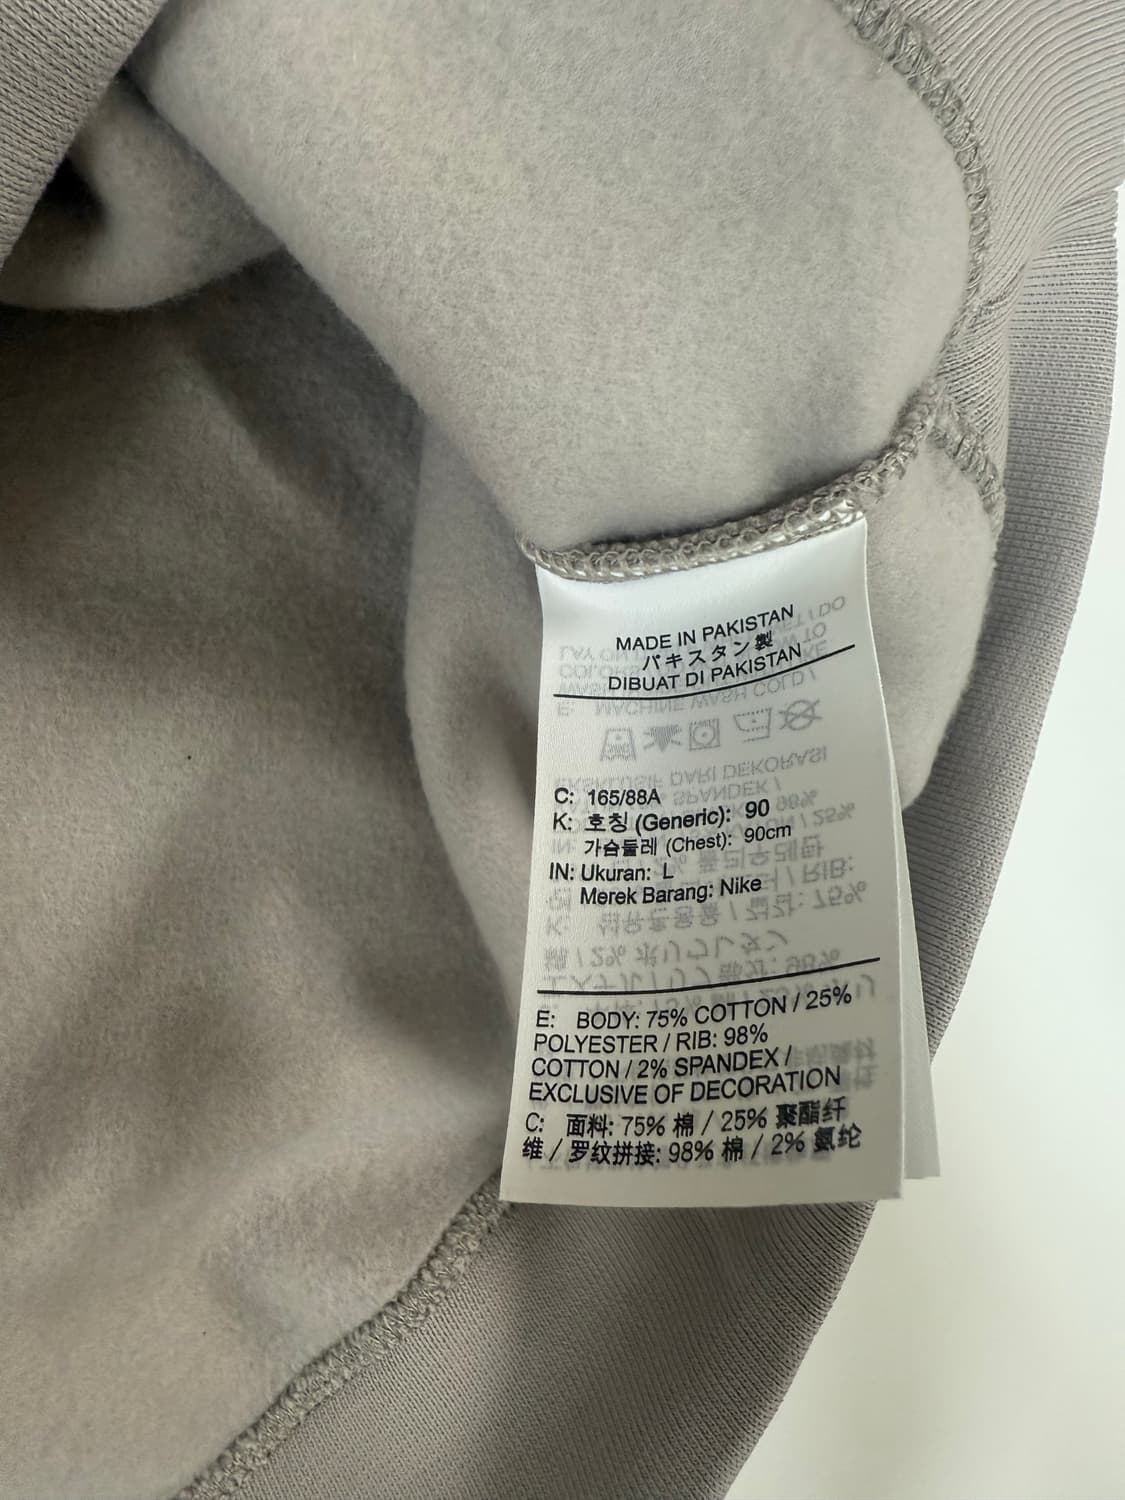 MADE IN PAKISTAN
パキスタン製
DIBUAT DI PAKISTAN
C: 165/88A
K: 호칭 (Generic): 90
가슴둘레 (Chest): 90cm
IN: Ukuran: L
Merek Barang: Nike
E: BODY: 75% COTTON / 25%
POLYESTER / RIB: 98%
COTTON / 2% SPANDEX /
EXCLUSIVE OF DECORATION
C: 面料: 75% 棉 / 25% 聚酯纤
维 / 罗纹拼接: 98% 棉 / 2% 氨纶